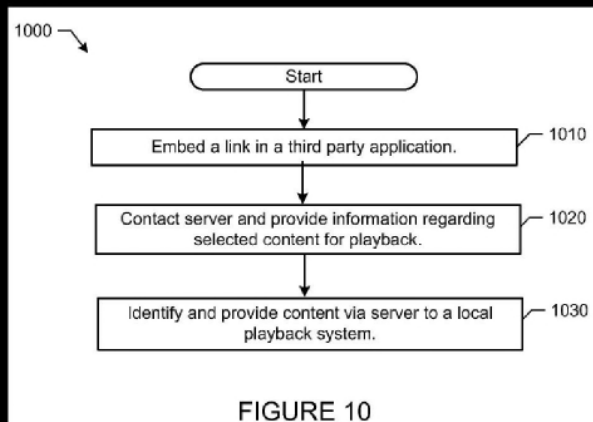 1000
Start
Embed a link in a third party application.
1010
Contact server and provide information regarding
selected content for playback.
1020
Identify and provide content via server to a local
playback system.
1030
FIGURE 10